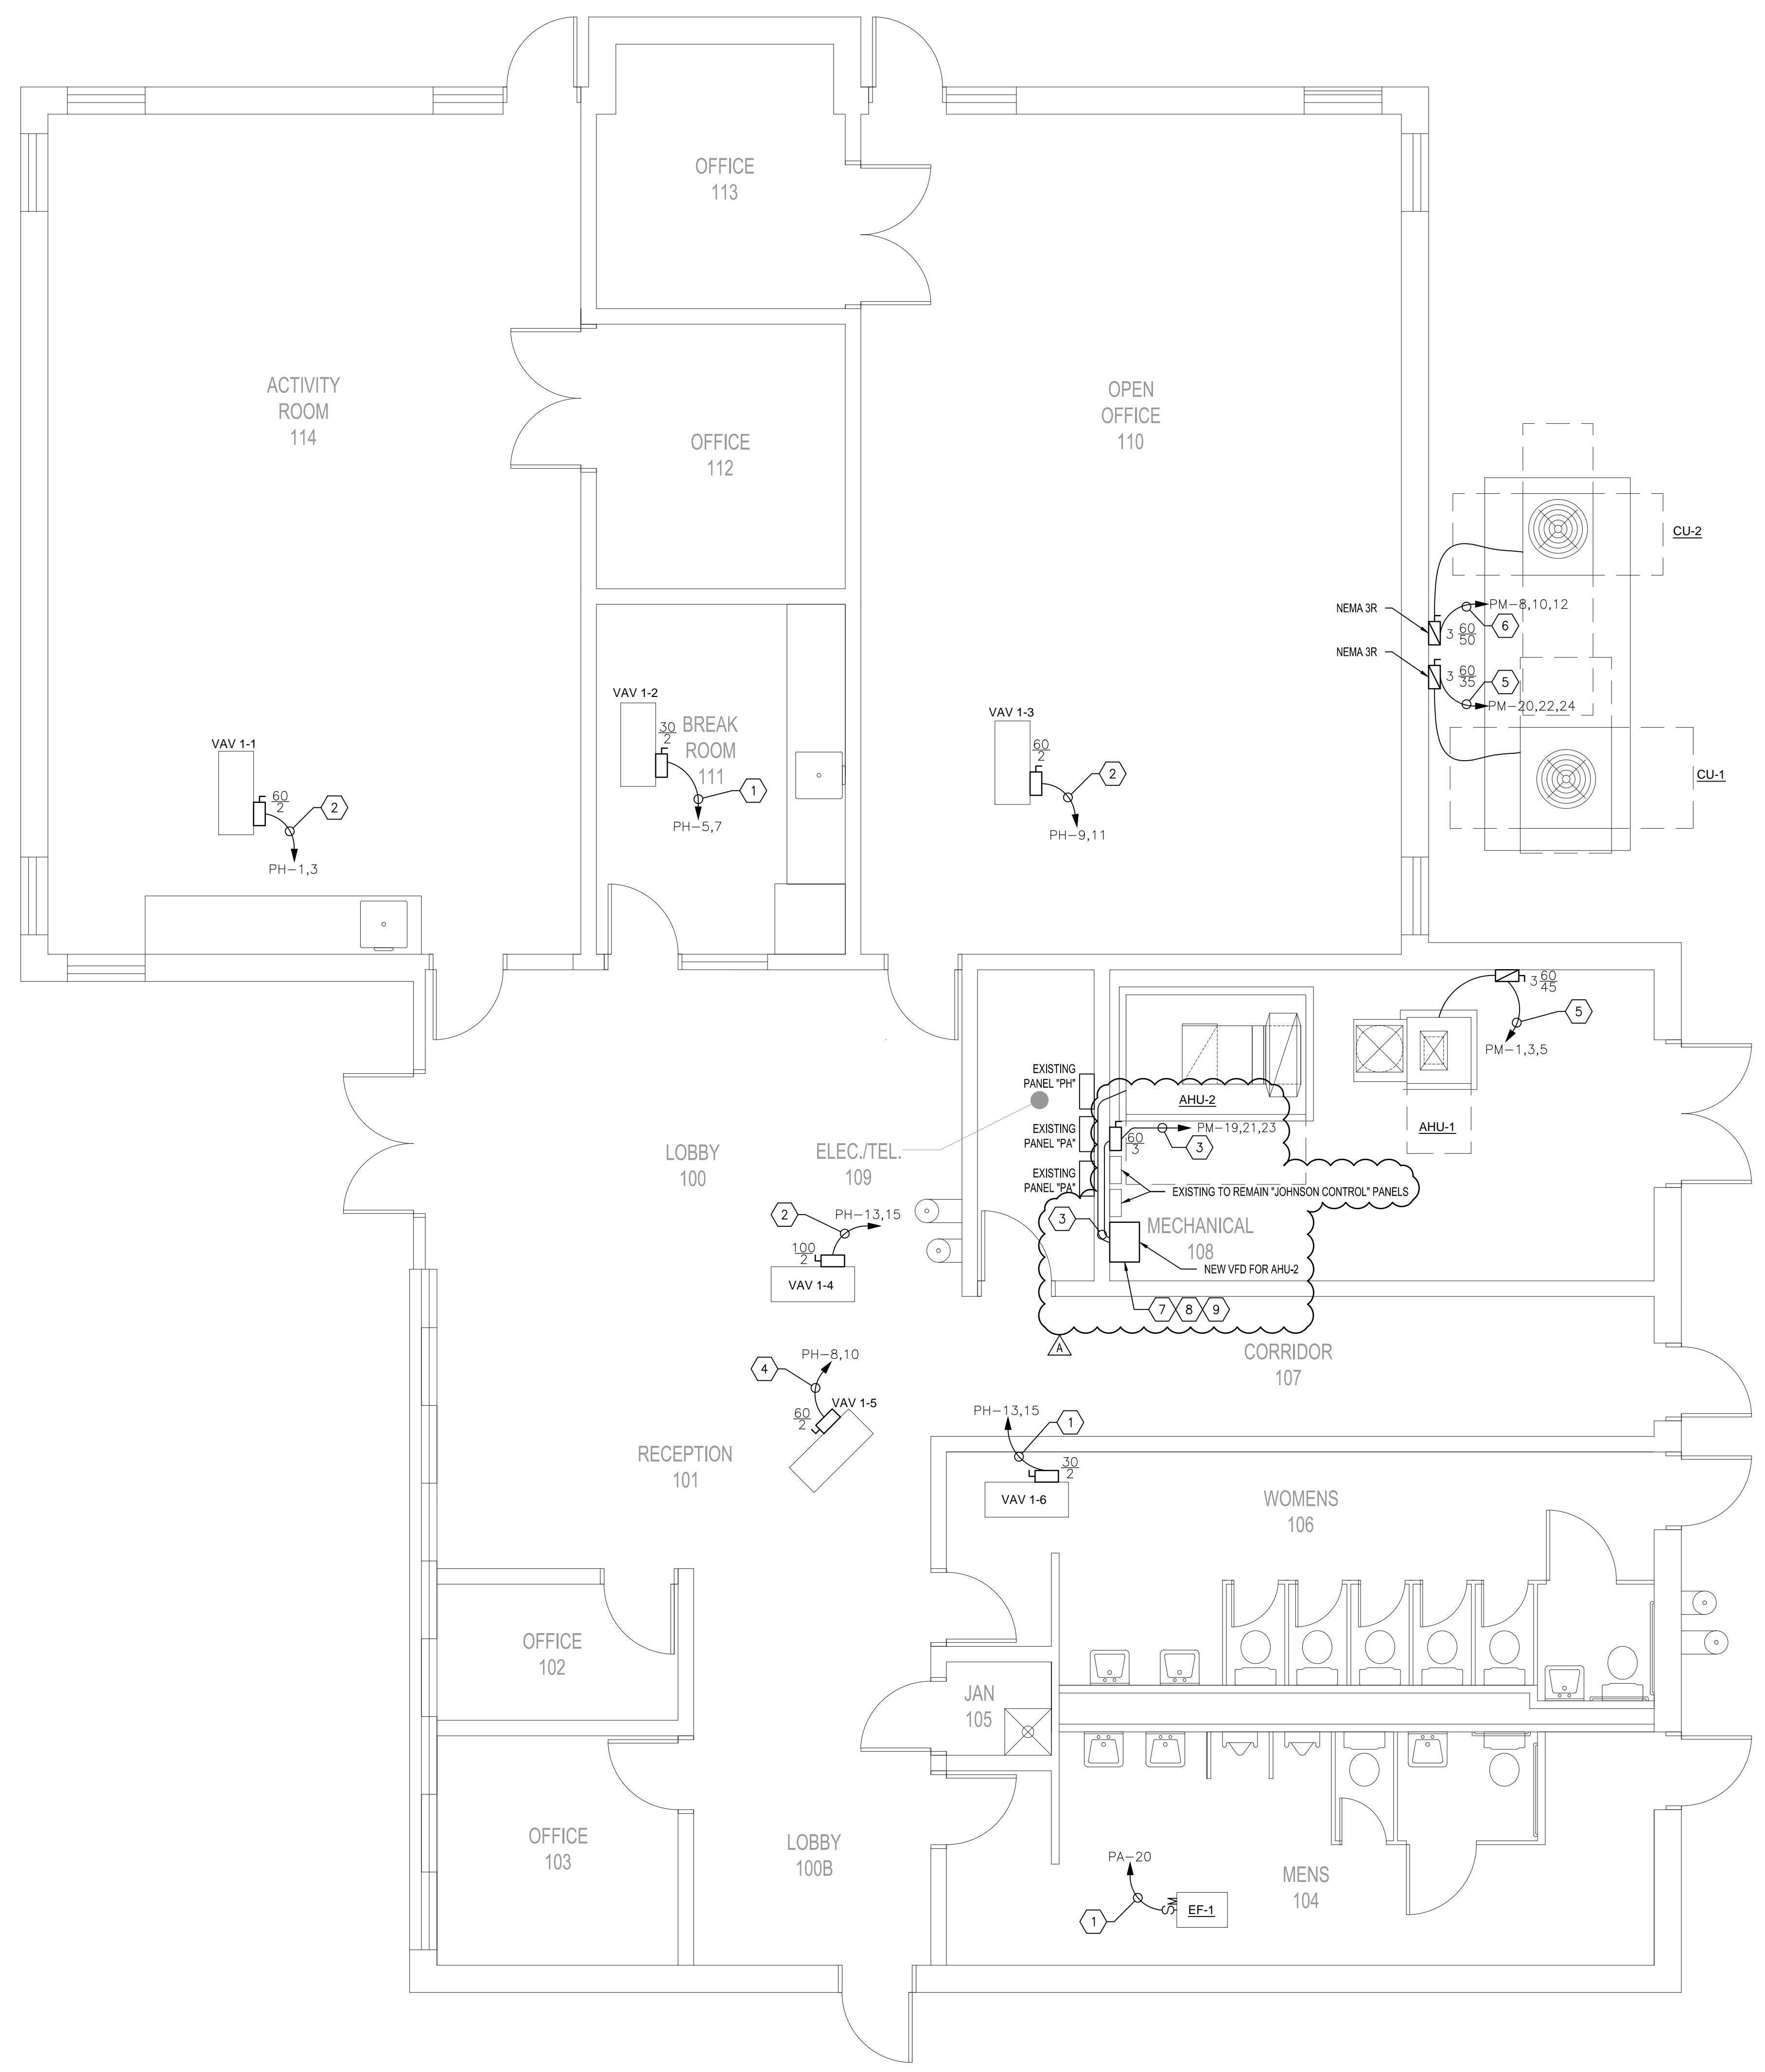 OFFICE
113
ACTIVITY
ROOM
114
OPEN
OFFICE
110
OFFICE
112
CU-2
NEMA 3R
PM-8,10,12
3 60
50
6
NEMA 3R
3 60
35
5
PM-20,22,24
CU-1
VAV 1-1
60
2
2
PH-1,3
VAV 1-2
30
2
BREAK
ROOM
111
1
PH-5,7
VAV 1-3
60
2
2
PH-9,11
3 60
45
5
PM-1,3,5
EXISTING
PANEL "PH"
EXISTING
PANEL "PA"
EXISTING
PANEL "PA"
AHU-2
AHU-1
60
3
PM-19,21,23
3
EXISTING TO REMAIN "JOHNSON CONTROL" PANELS
LOBBY
100
ELEC./TEL.
109
2
PH-13,15
100
2
VAV 1-4
3
MECHANICAL
108
NEW VFD FOR AHU-2
7
8
9
A
CORRIDOR
107
PH-8,10
4
VAV 1-5
60
2
RECEPTION
101
PH-13,15
1
30
2
VAV 1-6
WOMENS
106
OFFICE
102
JAN
105
OFFICE
103
LOBBY
100B
MENS
104
PA-20
1
SM
EF-1